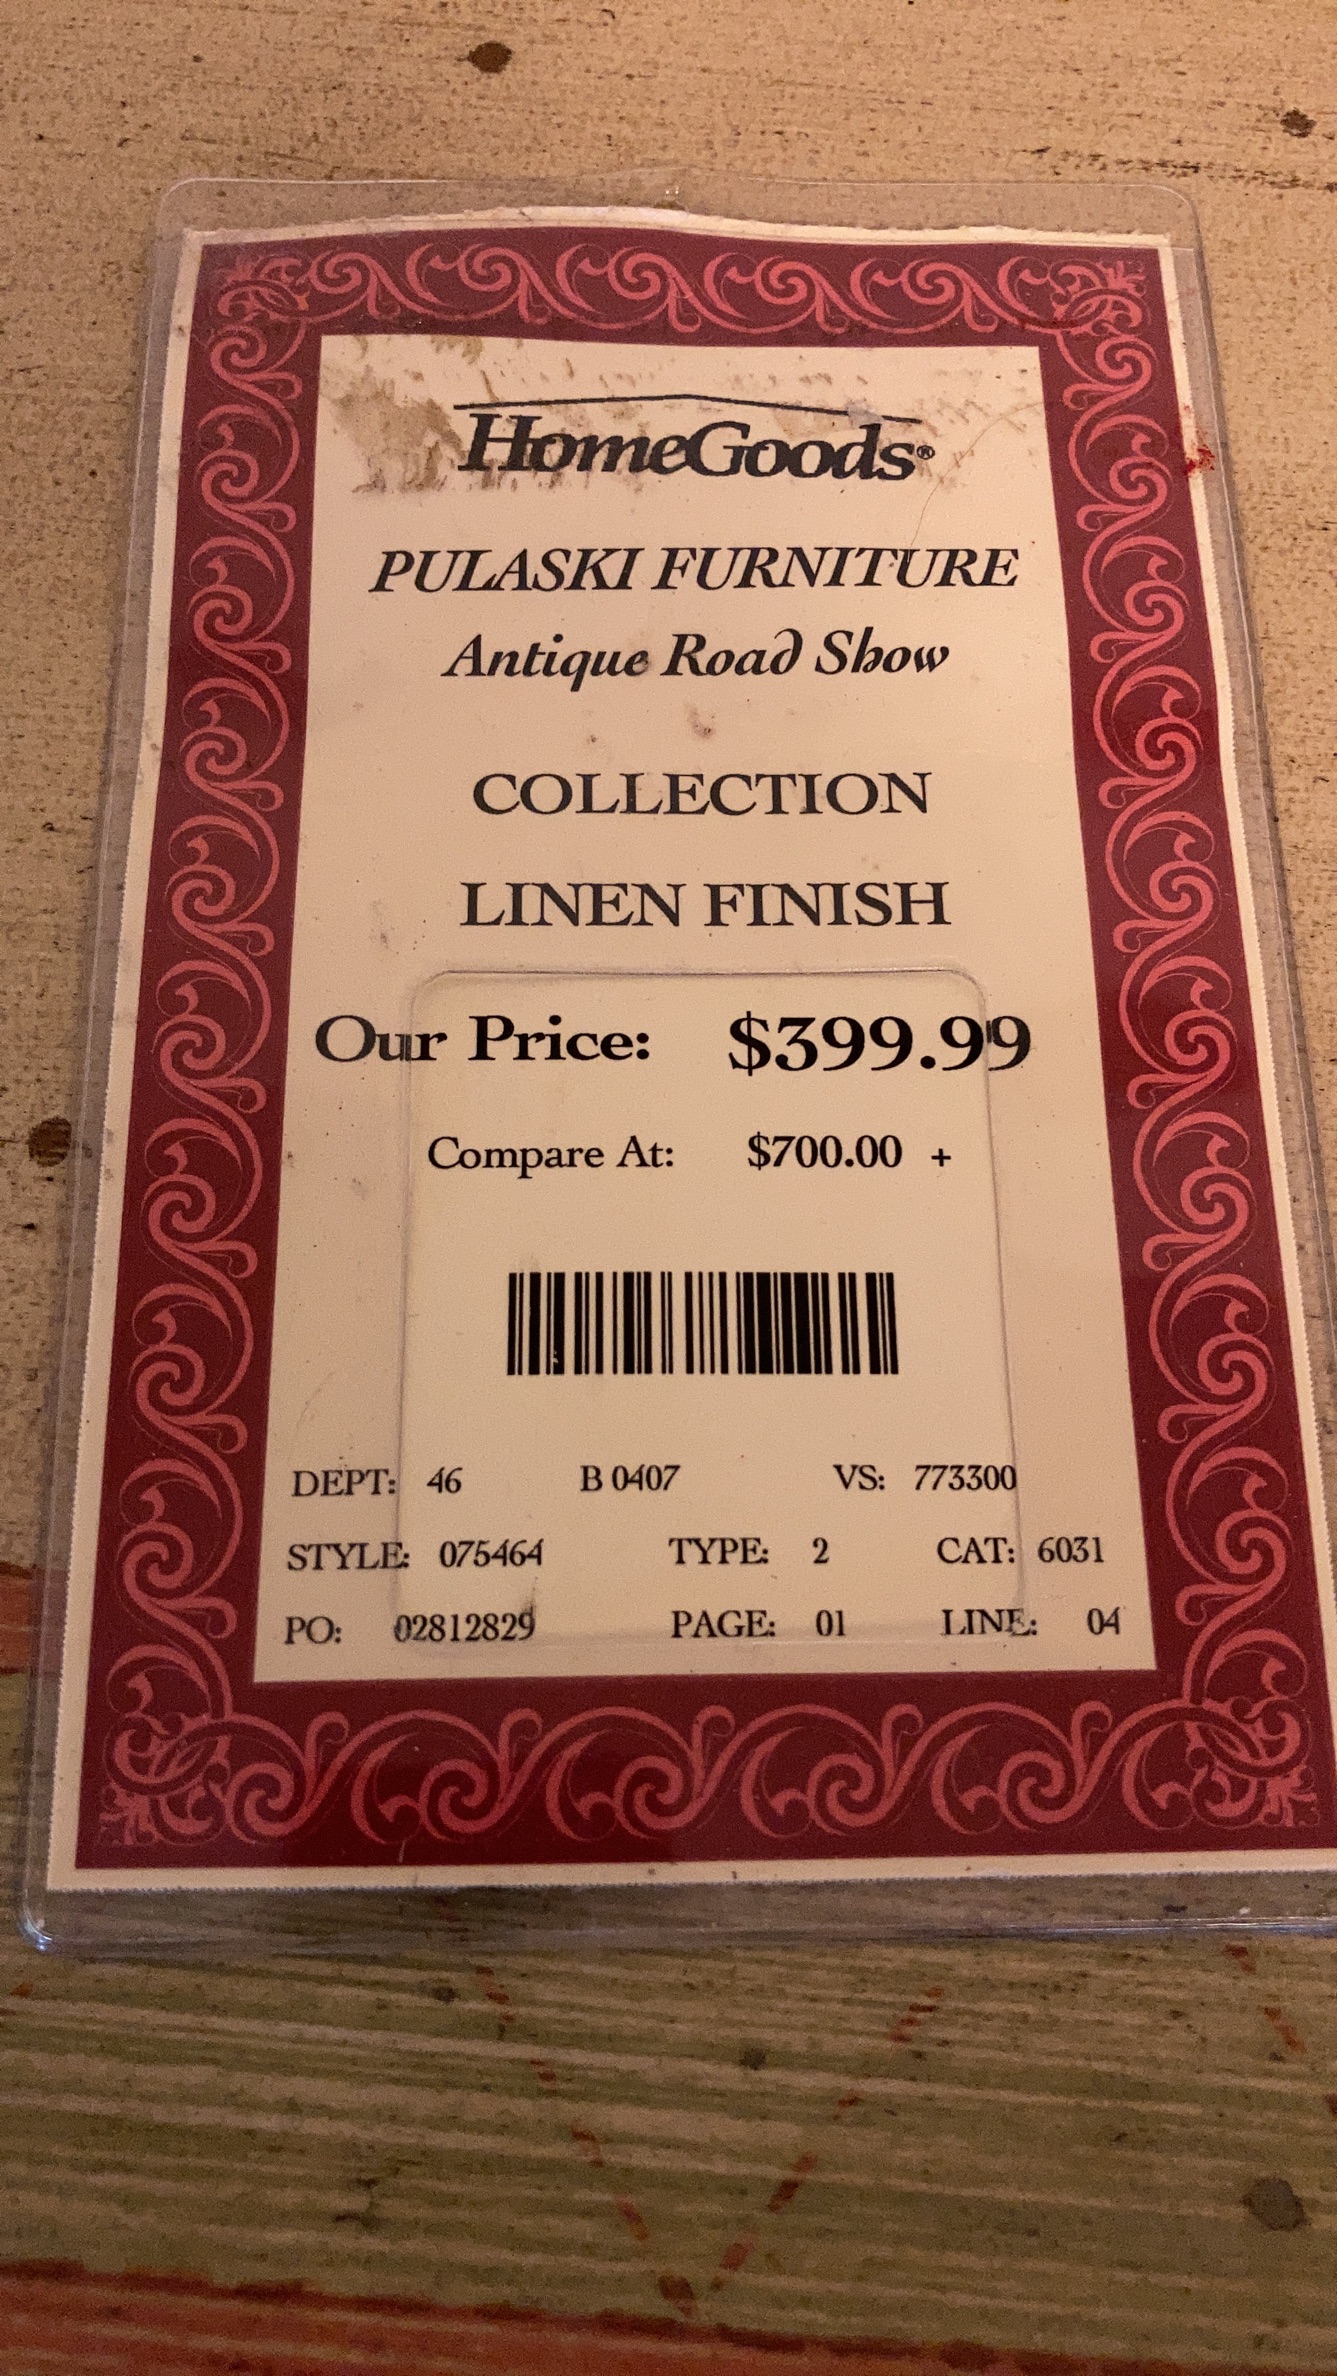 HomeGoods®
PULASKI FURNITURE
Antique Road Show
COLLECTION
LINEN FINISH
Our Price: $399.99
Compare At: $700.00 +
DEPT: 46 B 0407 VS: 773300
STYLE: 075464 TYPE: 2 CAT: 6031
PO: 02812829 PAGE: 01 LINE: 04